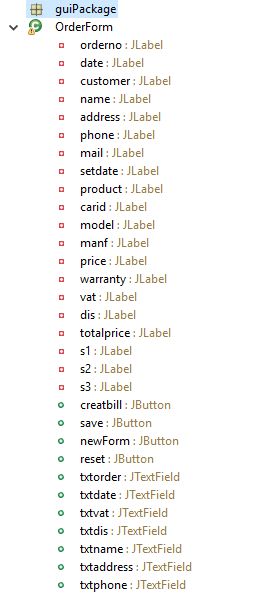 guiPackage
OrderForm
orderno : JLabel
date : JLabel
customer : JLabel
name : JLabel
address : JLabel
phone : JLabel
mail : JLabel
setdate : JLabel
product : JLabel
carid : JLabel
model : JLabel
manf : JLabel
price : JLabel
warranty : JLabel
vat : JLabel
dis : JLabel
totalprice : JLabel
s1 : JLabel
s2 : JLabel
s3 : JLabel
creatbill : JButton
save : JButton
newForm : JButton
reset : JButton
txtorder : JTextField
txtdate : JTextField
txtvat : JTextField
txtdis : JTextField
txtname : JTextField
txtaddress : JTextField
txtphone : JTextField